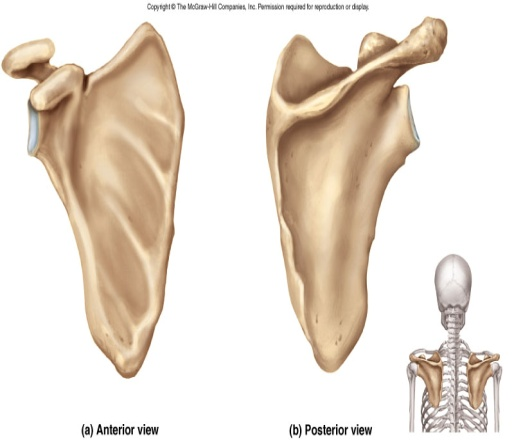 Copyright © The McGraw-Hill Companies, Inc. Permission required for reproduction or display.
(a) Anterior view
(b) Posterior view